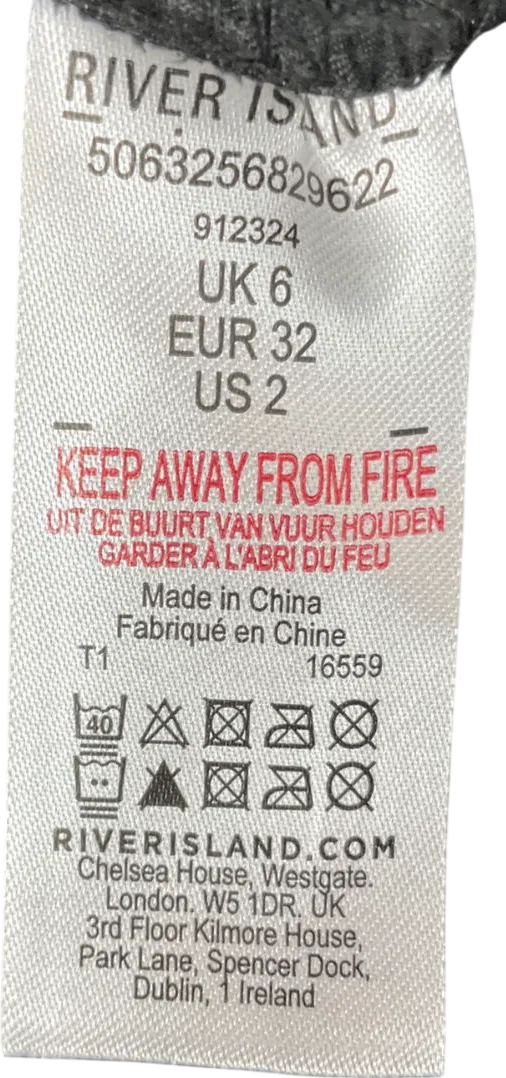 RIVER ISLAND
5063256829622
912324
UK 6
EUR 32
US 2
KEEP AWAY FROM FIRE
UIT DE BUURT VAN VUUR HOUDEN
GARDER À L'ABRI DU FEU
Made in China
Fabriqué en Chine
T1 16559
40
RIVERISLAND.COM
Chelsea House, Westgate.
London. W5 1DR. UK
3rd Floor Kilmore House,
Park Lane, Spencer Dock,
Dublin, 1 Ireland